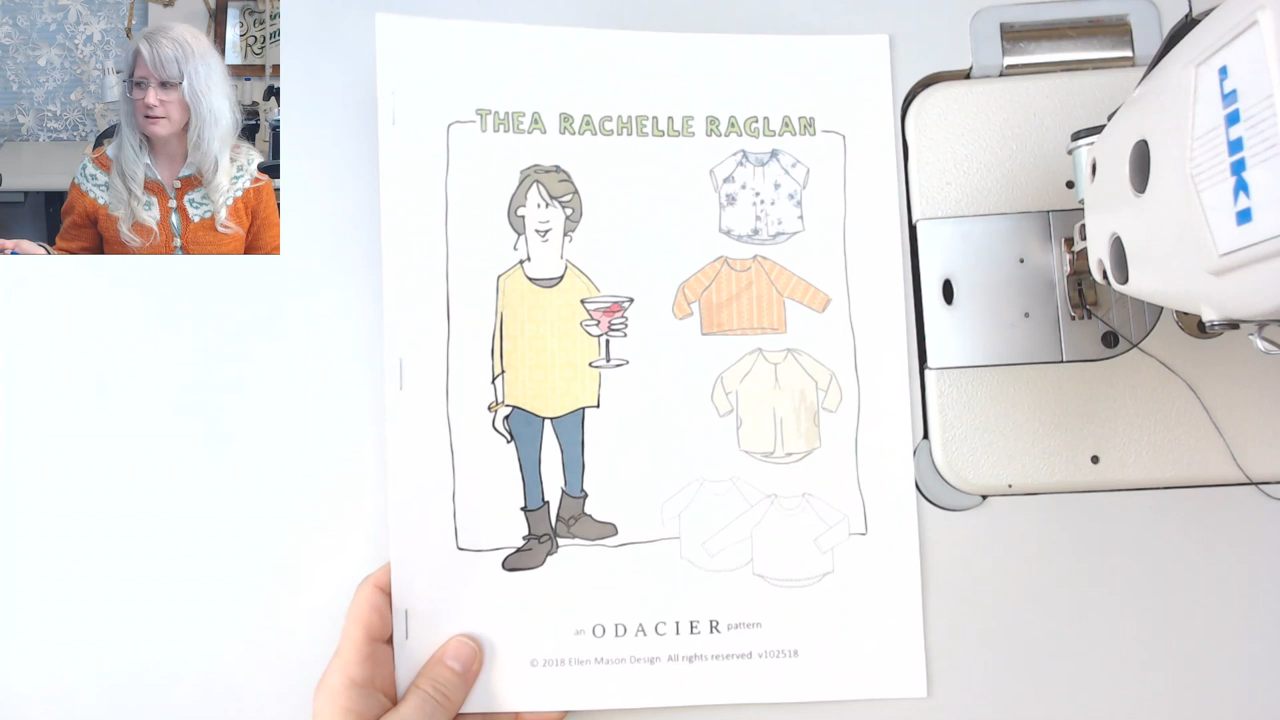 THEA RACHELLE RAGLAN
an ODACIER pattern
© 2018 Ellen Mason Design All rights reserved v102518
JUKI